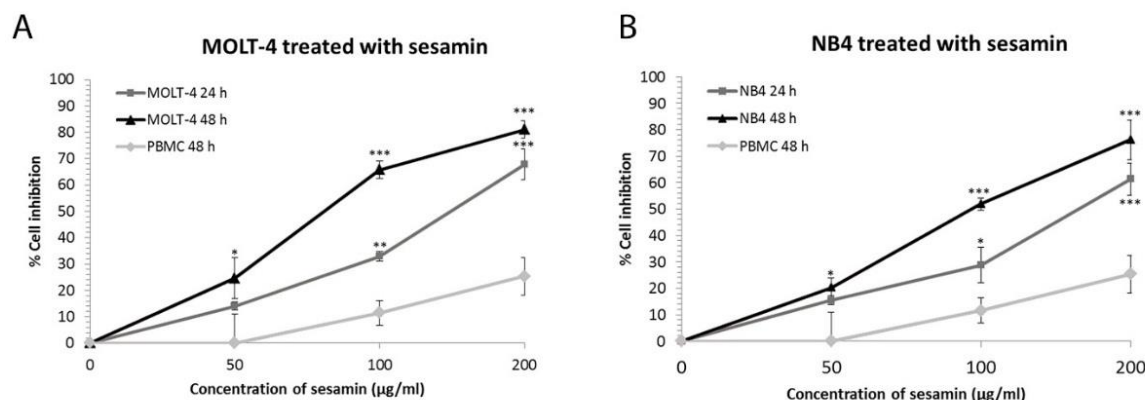 A
MOLT-4 treated with sesamin
100
90
80
70
60
50
40
30
20
10
0
% Cell inhibition
MOLT-4 24 h
MOLT-4 48 h
PBMC 48 h
*
***
**
***
***
0 50 100 200
Concentration of sesamin (µg/ml)
B
NB4 treated with sesamin
100
90
80
70
60
50
40
30
20
10
0
% Cell inhibition
NB4 24 h
NB4 48 h
PBMC 48 h
*
***
*
***
***
0 50 100 200
Concentration of sesamin (µg/ml)